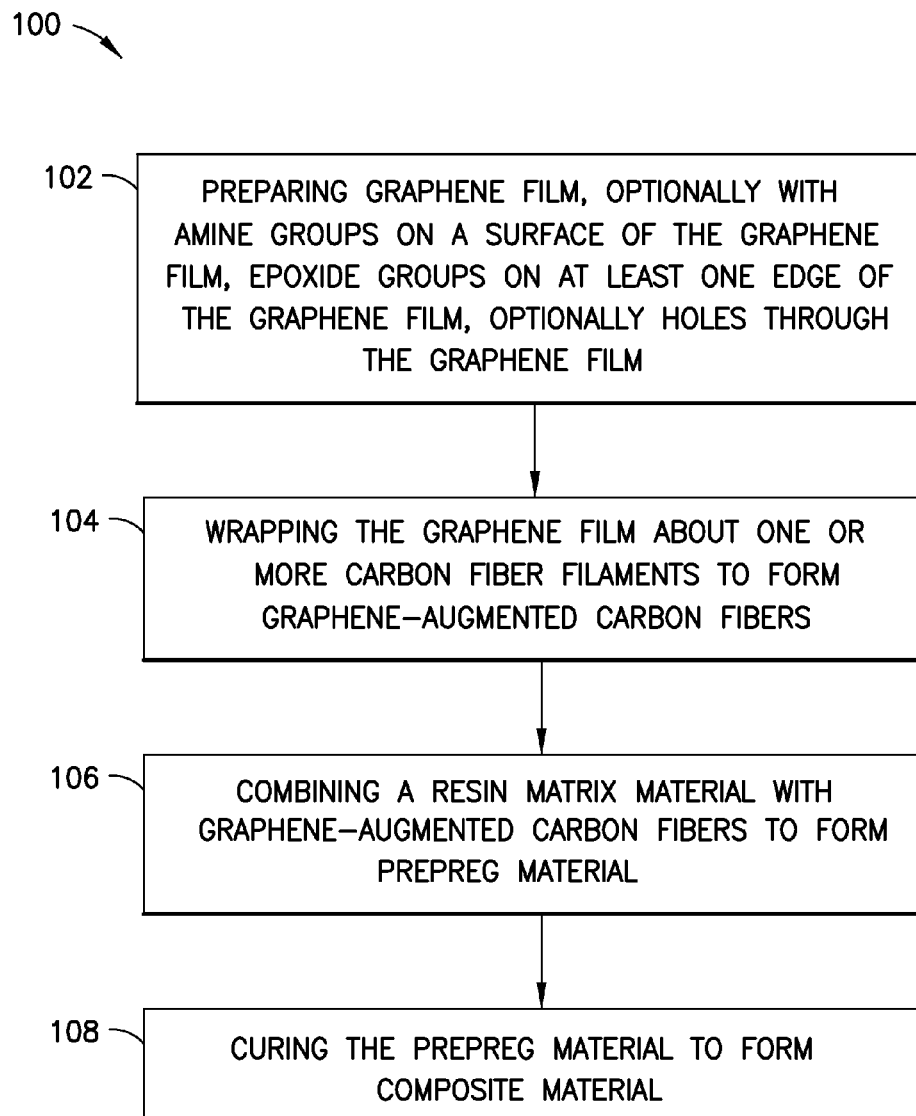 100
102
PREPARING GRAPHENE FILM, OPTIONALLY WITH
AMINE GROUPS ON A SURFACE OF THE GRAPHENE
FILM, EPOXIDE GROUPS ON AT LEAST ONE EDGE OF
THE GRAPHENE FILM, OPTIONALLY HOLES THROUGH
THE GRAPHENE FILM
104
WRAPPING THE GRAPHENE FILM ABOUT ONE OR
MORE CARBON FIBER FILAMENTS TO FORM
GRAPHENE–AUGMENTED CARBON FIBERS
106
COMBINING A RESIN MATRIX MATERIAL WITH
GRAPHENE–AUGMENTED CARBON FIBERS TO FORM
PREPREG MATERIAL
108
CURING THE PREPREG MATERIAL TO FORM
COMPOSITE MATERIAL